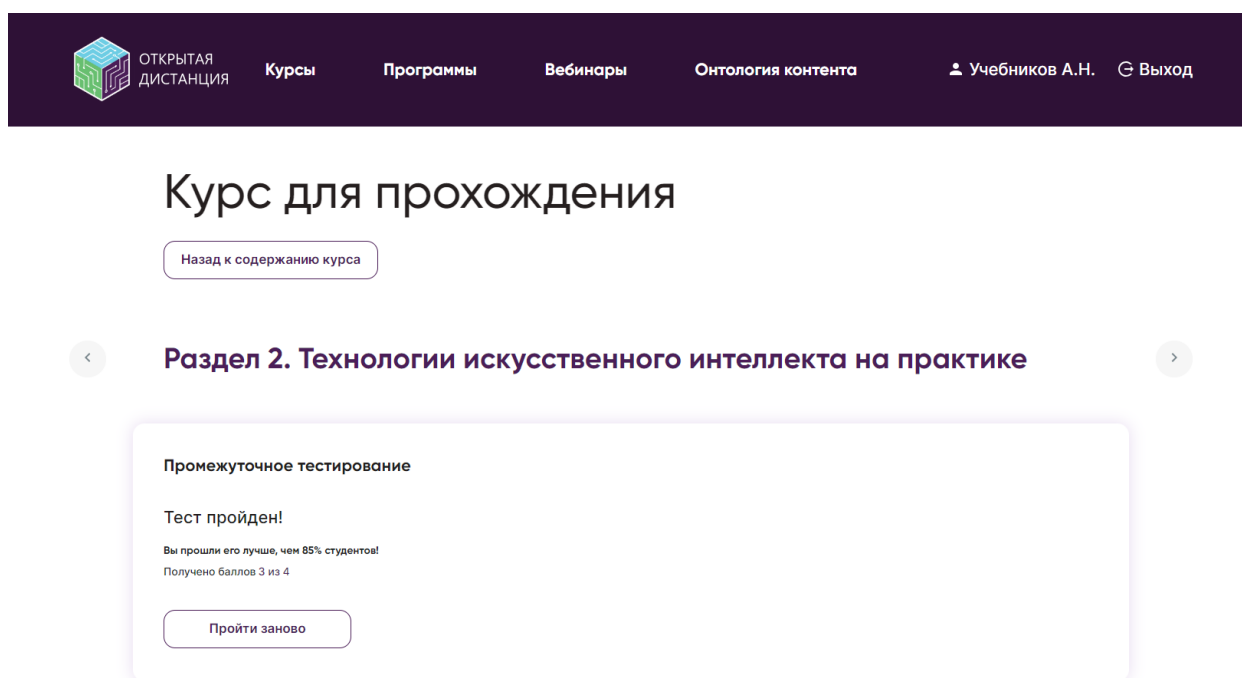 ОТКРЫТАЯ
ДИСТАНЦИЯ
Курсы Программы Вебинары Онтология контента Учебников А.Н. Выход
Курс для прохождения
Назад к содержанию курса
Раздел 2. Технологии искусственного интеллекта на практике
Промежуточное тестирование
Тест пройден!
Вы прошли его лучше, чем 85% студентов!
Получено баллов 3 из 4
Пройти заново